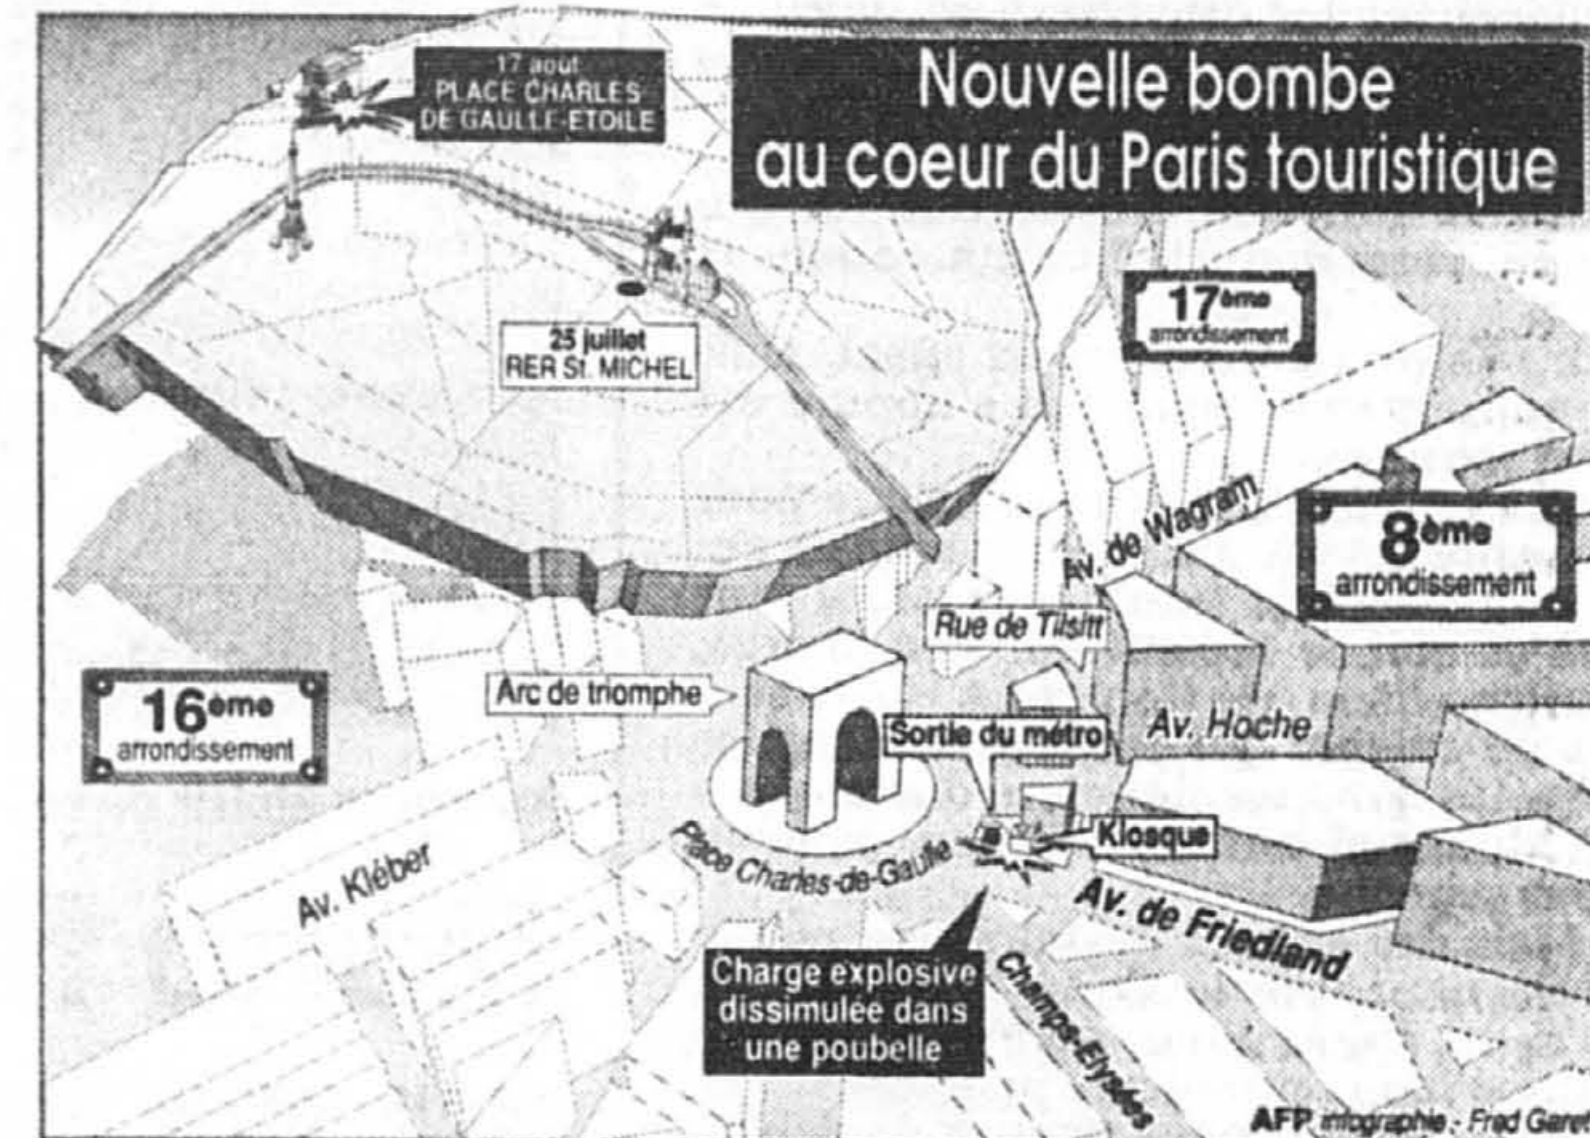 Nouvelle bombe
au coeur du Paris touristique
17 août
PLACE CHARLES
DE GAULLE-ETOILE
25 juillet
RER St. MICHEL
17ème
arrondissement
8ème
arrondissement
16ème
arrondissement
Av. de Wagram
Rue de Tilsitt
Arc de triomphe
Sortie du métro
Av. Hoche
Kiosque
Place Charles-de-Gaulle
Av. Kléber
Av. de Friedland
Charge explosive
dissimulée dans
une poubelle
Champs-Elysées
AFP infographie - Fred